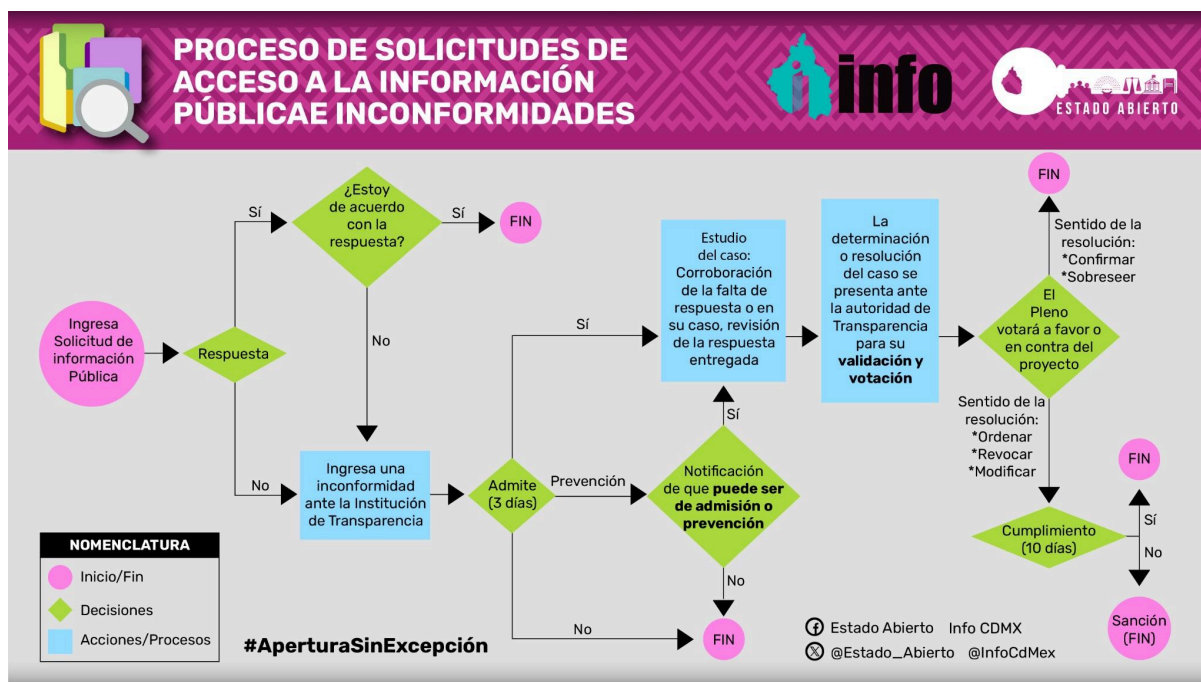 PROCESO DE SOLICITUDES DE
ACCESO A LA INFORMACIÓN
PÚBLICAE INCONFORMIDADES
info
ESTADO ABIERTO
Ingresa
Solicitud de
información
Pública
Respuesta
Sí
No
¿Estoy
de acuerdo
con la
respuesta?
Sí
FIN
No
Ingresa una
inconformidad
ante la Institución
de Transparencia
Admite
(3 días)
Sí
Prevención
No
Notificación
de que puede ser
de admisión o
prevención
Sí
No
FIN
Estudio
del caso:
Corroboración
de la falta de
respuesta o en
su caso, revisión
de la respuesta
entregada
La
determinación
o resolución
del caso se
presenta ante
la autoridad de
Transparencia
para su
validación y
votación
FIN
Sentido de la
resolución:
*Confirmar
*Sobreseer
El
Pleno
votará a favor o
en contra del
proyecto
Sentido de la
resolución:
*Ordenar
*Revocar
*Modificar
Cumplimiento
(10 días)
FIN
Sí
No
Sanción
(FIN)
NOMENCLATURA
Inicio/Fin
Decisiones
Acciones/Procesos
#AperturaSinExcepción
Estado Abierto Info CDMX
@Estado_Abierto @InfoCdMex